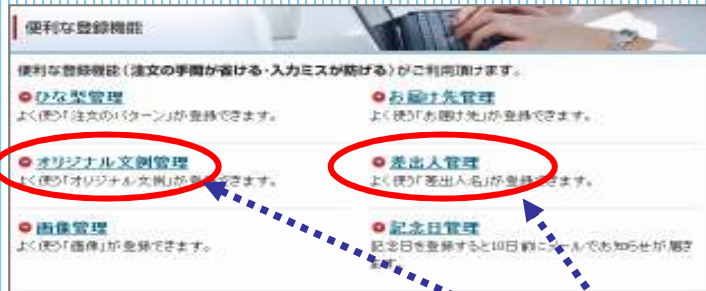 便利な登録機能
便利な登録機能（注文の手間が省ける・入力ミスが防げる）がご利用頂けます。
ひな型管理
よく使う「注文のパターン」が登録できます。
お届け先管理
よく使う「お届け先」が登録できます。
オリジナル文例管理
よく使う「オリジナル文例」が登録できます。
差出人管理
よく使う「差出人名」が登録できます。
画像管理
よく使う「画像」が登録できます。
記念日管理
記念日を登録すると10日前にメールでお知らせが届き
ます。